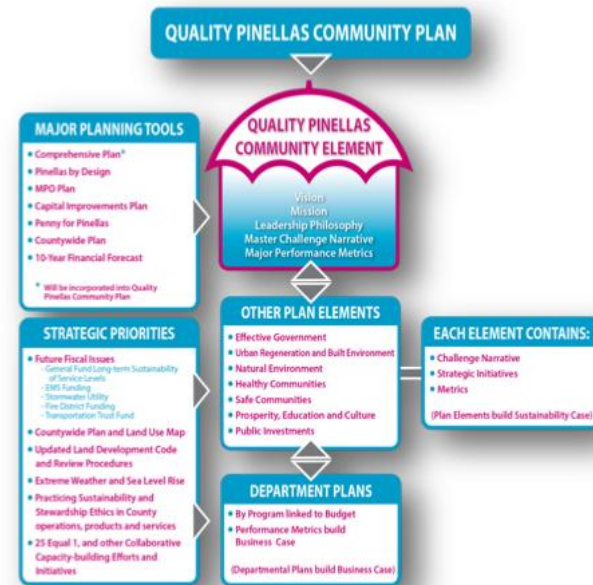 QUALITY PINELLAS COMMUNITY PLAN
QUALITY PINELLAS
COMMUNITY ELEMENT
Vision
Mission
Leadership Philosophy
Master Challenge Narrative
Major Performance Metrics
MAJOR PLANNING TOOLS
• Comprehensive Plan*
• Pinellas by Design
• MPO Plan
• Capital Improvements Plan
• Penny for Pinellas
• Countywide Plan
• 10-Year Financial Forecast
* Will be incorporated into Quality
Pinellas Community Plan
STRATEGIC PRIORITIES
• Future Fiscal Issues
- General Fund Long-term Sustainability
of Service Levels
- EMS Funding
- Stormwater Utility
- Fire District Funding
- Transportation Trust Fund
• Countywide Plan and Land Use Map
• Updated Land Development Code
and Review Procedures
• Extreme Weather and Sea Level Rise
• Practicing Sustainability and
Stewardship Ethics in County
operations, products and services
• 25 Equal 1, and other Collaborative
Capacity-building Efforts and
Initiatives
OTHER PLAN ELEMENTS
• Effective Government
• Urban Regeneration and Built Environment
• Natural Environment
• Healthy Communities
• Safe Communities
• Prosperity, Education and Culture
• Public Investments
EACH ELEMENT CONTAINS:
• Challenge Narrative
• Strategic Initiatives
• Metrics
(Plan Elements build Sustainability Case)
DEPARTMENT PLANS
• By Program linked to Budget
• Performance Metrics build
Business Case
(Departmental Plans build Business Case)